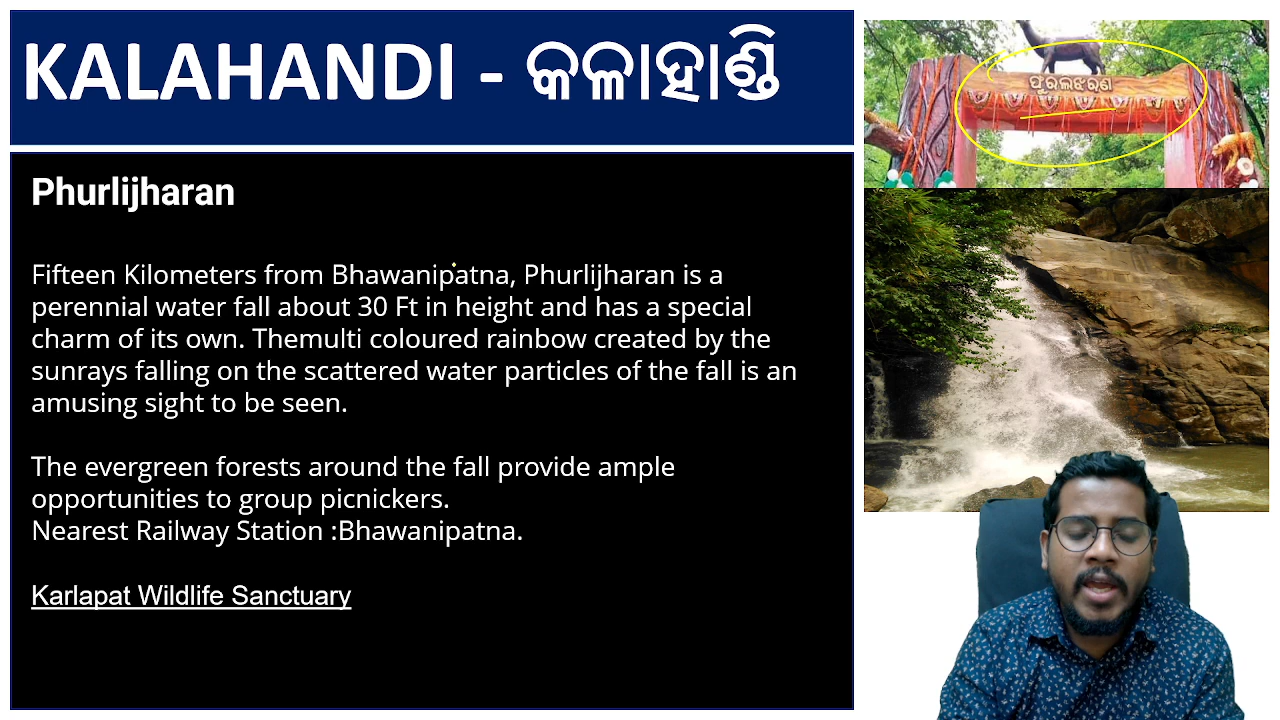 KALAHANDI - କଳାହାଣ୍ଡି
ଫୁରଲିଝରଣ
Phurlijharan
Fifteen Kilometers from Bhawanipatna, Phurlijharan is a
perennial water fall about 30 Ft in height and has a special
charm of its own. Themulti coloured rainbow created by the
sunrays falling on the scattered water particles of the fall is an
amusing sight to be seen.
The evergreen forests around the fall provide ample
opportunities to group picnickers.
Nearest Railway Station :Bhawanipatna.
Karlapat Wildlife Sanctuary